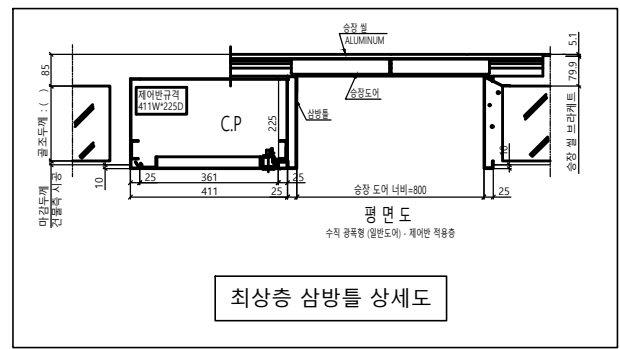 승장 씰
ALUMINUM
5.1
79.9
85
제어반규격
411W*225D
C.P
225
승장도어
삼방틀
골조두께 : ( )
승장 씰 브라케트
10
10
마감두께
건물측 시공
25
361
25
411
25
승장 도어 너비=800
25
평 면 도
수직 광폭형 (일반도어) - 제어반 적용층
최상층 삼방틀 상세도